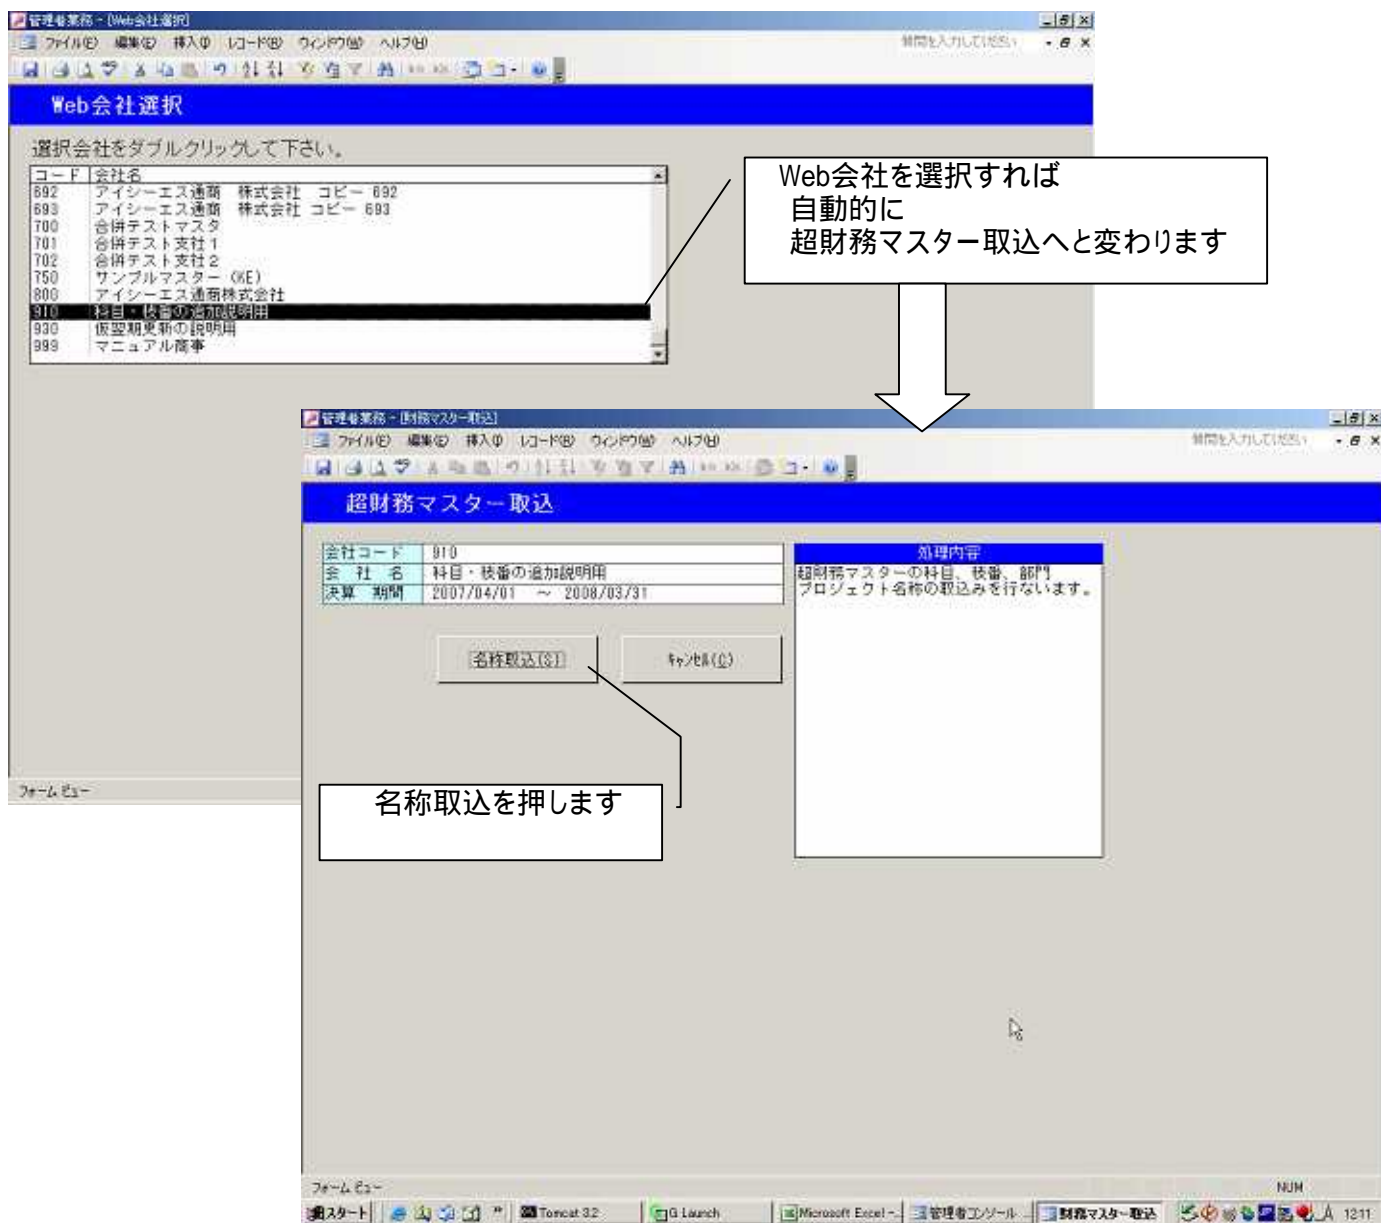 管理者業務 - [Web会社選択]
ファイル(F) 編集(E) 挿入(I) レコード(R) ウィンドウ(W) ヘルプ(H)
質問を入力してください
Web会社選択
選択会社をダブルクリックして下さい。
コード 会社名
692 アイシーエス通商 株式会社 コピー 692
693 アイシーエス通商 株式会社 コピー 693
700 合併テストマスタ
701 合併テスト支社1
702 合併テスト支社2
750 サンプルマスター (KE)
800 アイシーエス通商株式会社
910 科目・枝番の追加説明用
930 仮翌期更新の説明用
999 マニュアル商事
Web会社を選択すれば
自動的に
超財務マスター取込へと変わります
フォーム ビュー
管理者業務 - [財務マスター取込]
ファイル(F) 編集(E) 挿入(I) レコード(R) ウィンドウ(W) ヘルプ(H)
質問を入力してください
超財務マスター取込
会社コード 910
会 社 名 科目・枝番の追加説明用
決算 期間 2007/04/01 ～ 2008/03/31
名称取込(S)
キャンセル(C)
処理内容
超財務マスターの科目、枝番、部門
プロジェクト名称の取込みを行ないます。
名称取込を押します
フォーム ビュー
NUM
スタート
Tomcat 3.2
G Launch
Microsoft Excel - ...
管理者コンソール ...
財務マスター取込
A 12:11